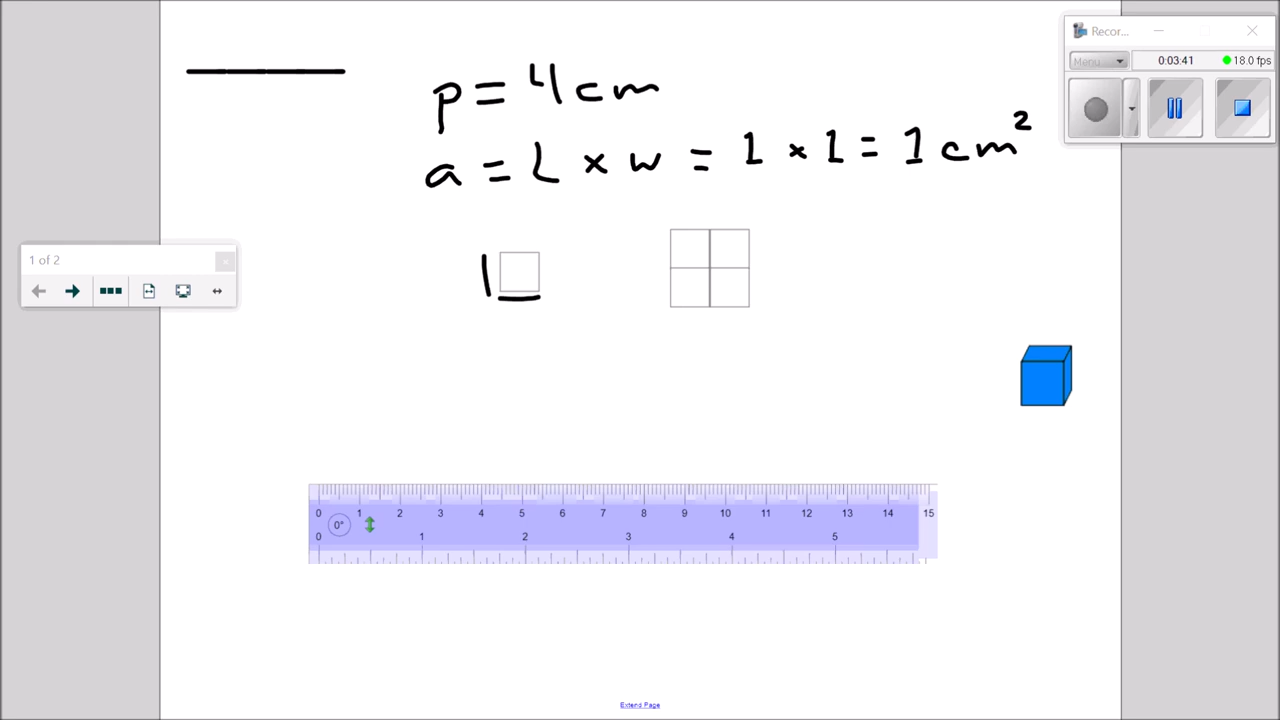 Recor...
Menu
0:03:41
18.0 fps
p = 4 cm
a = L × w = 1 × 1 = 1 cm²
1 of 2
1
0 1 2 3 4 5 6 7 8 9 10 11 12 13 14 15
0°
0 1 2 3 4 5
Extend Page